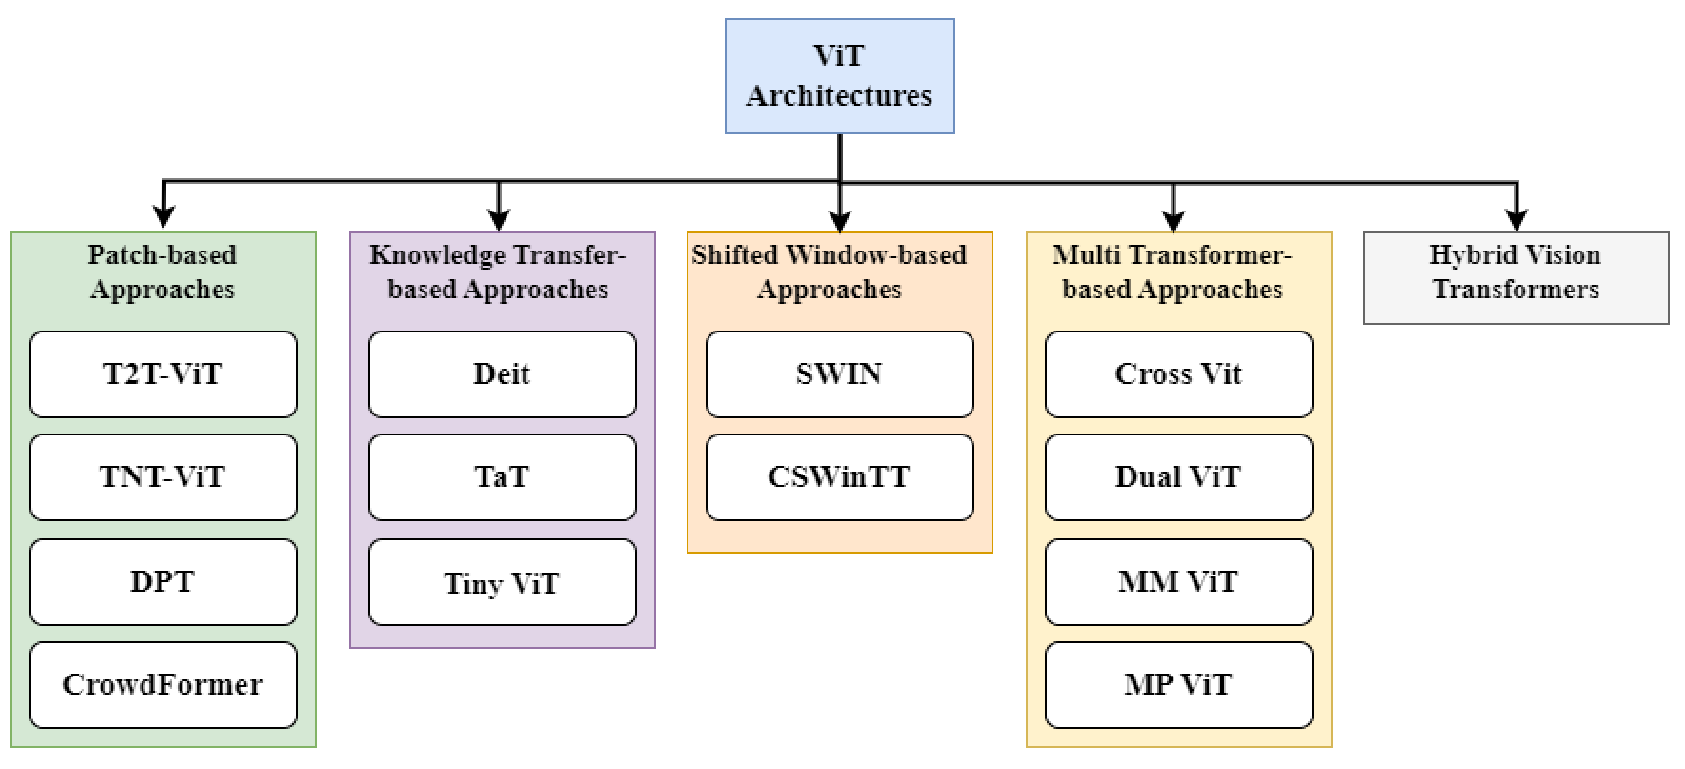 ViT
Architectures
Patch-based
Approaches
T2T-ViT
TNT-ViT
DPT
CrowdFormer
Knowledge Transfer-
based Approaches
Deit
TaT
Tiny ViT
Shifted Window-based
Approaches
SWIN
CSWinTT
Multi Transformer-
based Approaches
Cross Vit
Dual ViT
MM ViT
MP ViT
Hybrid Vision
Transformers